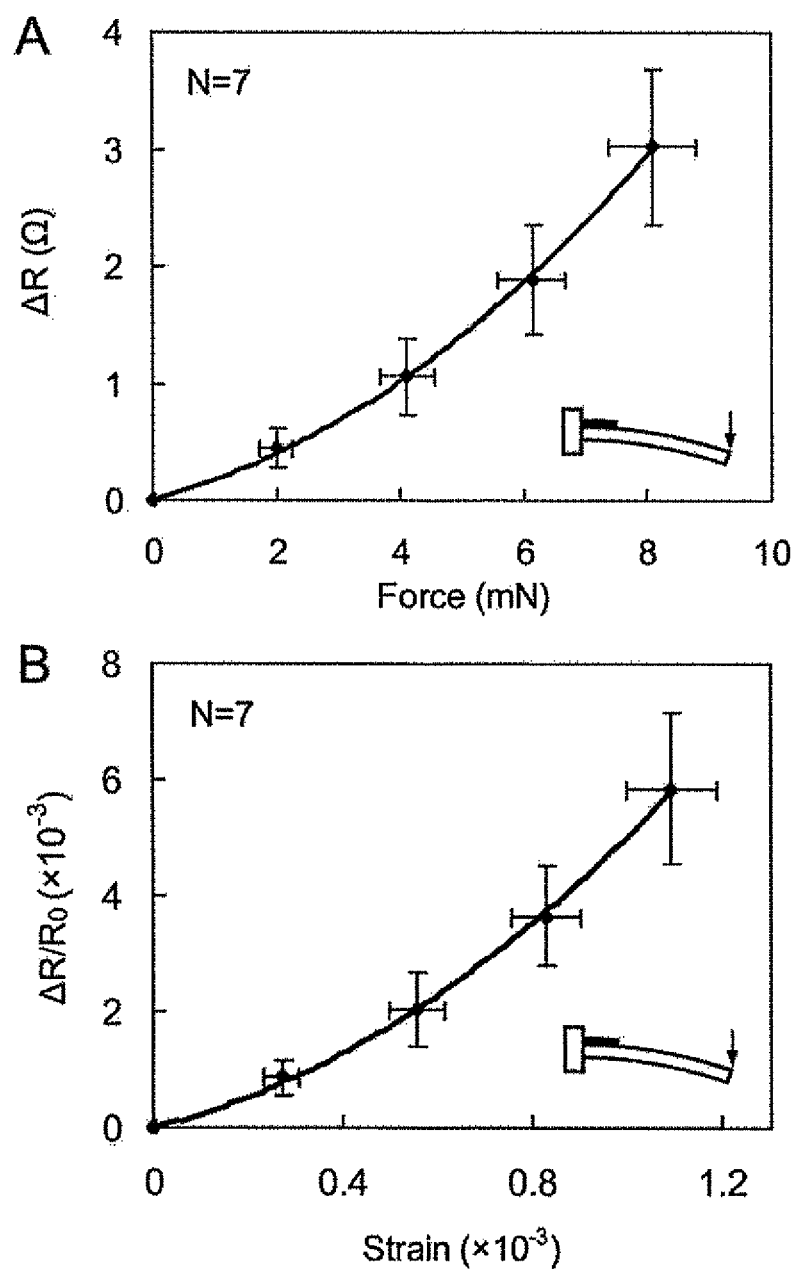 A
4
N=7
3
2
1
0
ΔR (Ω)
0 2 4 6 8 10
Force (mN)
B
8
N=7
6
4
2
0
ΔR/R₀ (×10⁻³)
0 0.4 0.8 1.2
Strain (×10⁻³)